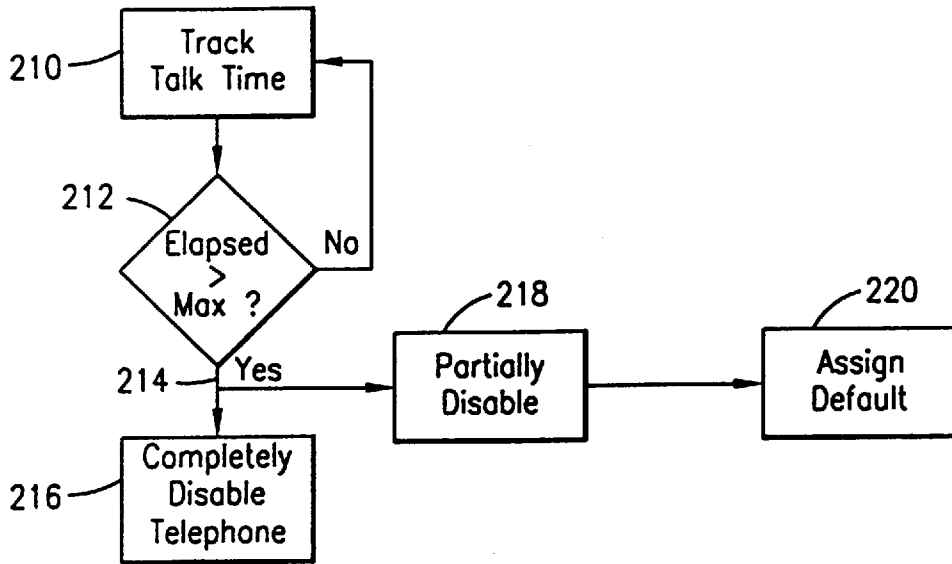 210
Track
Talk Time
212
Elapsed
>
Max ?
No
214
Yes
218
Partially
Disable
220
Assign
Default
216
Completely
Disable
Telephone